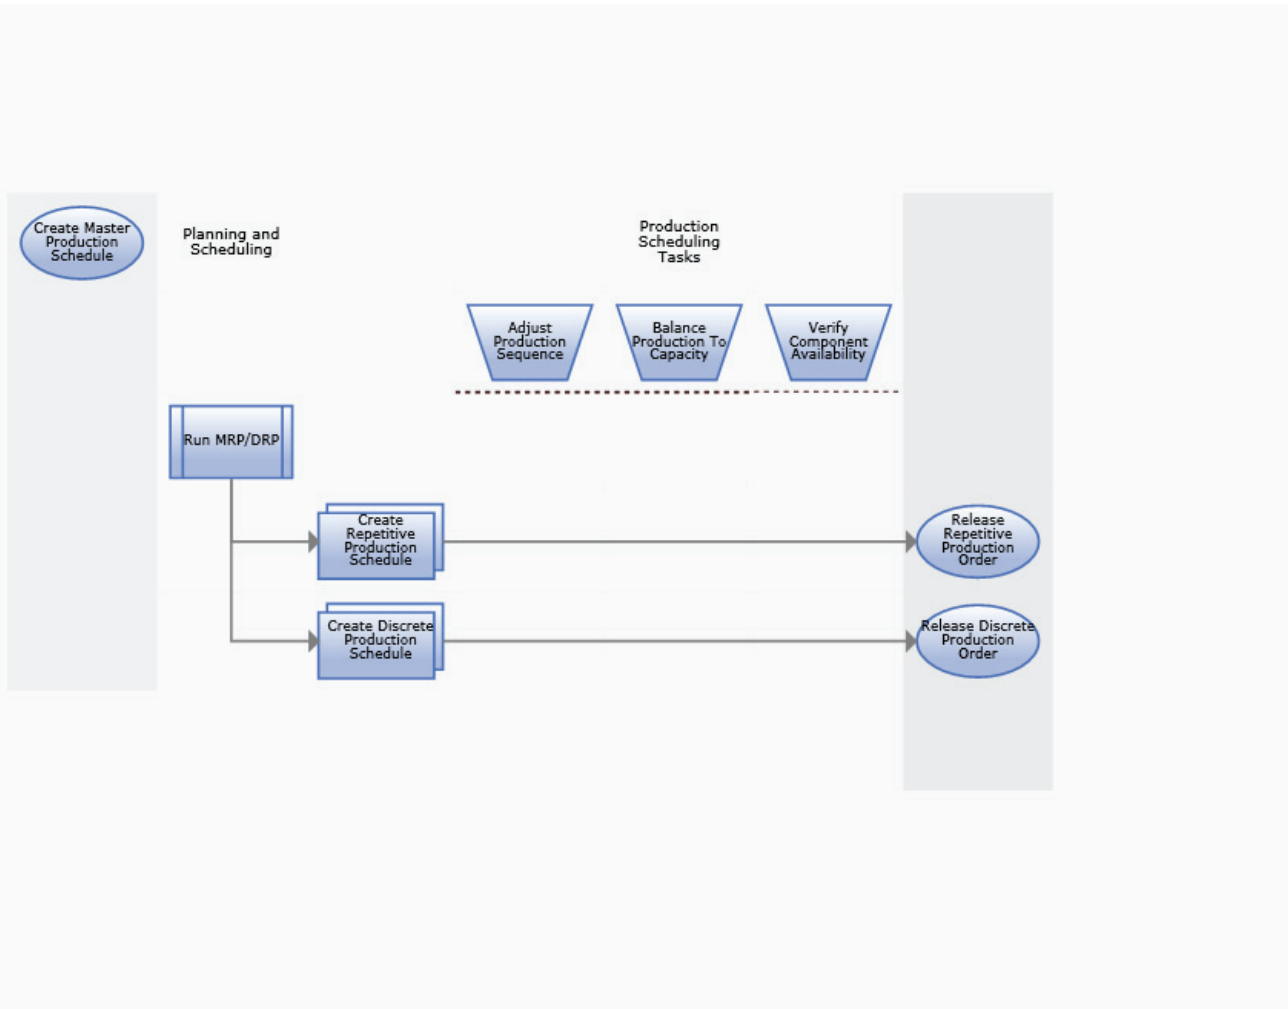 Create Master
Production
Schedule
Planning and
Scheduling
Production
Scheduling
Tasks
Adjust
Production
Sequence
Balance
Production To
Capacity
Verify
Component
Availability
Run MRP/DRP
Create
Repetitive
Production
Schedule
Release
Repetitive
Production
Order
Create Discrete
Production
Schedule
Release Discrete
Production
Order